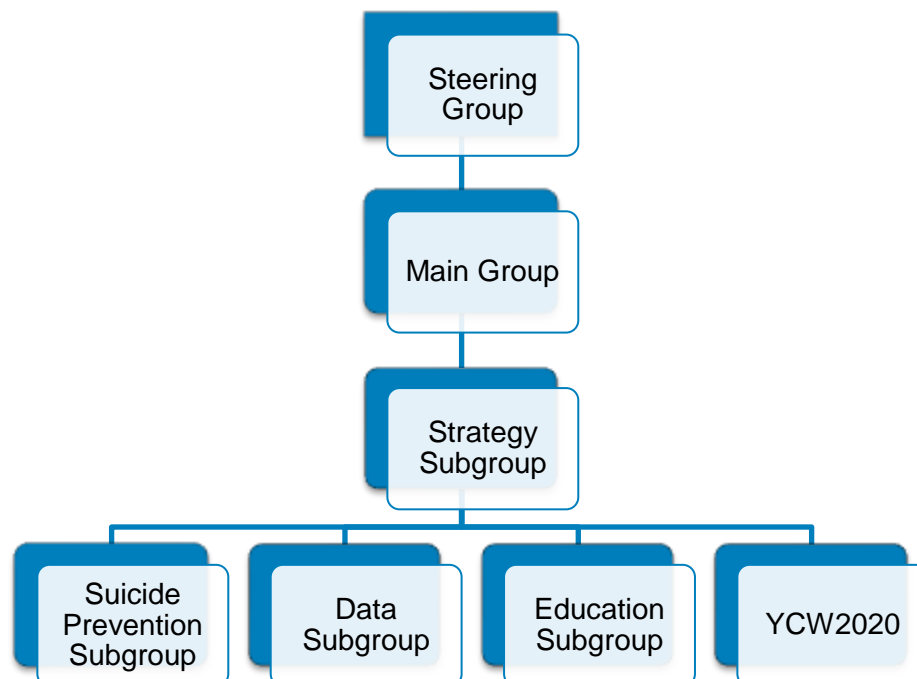 Steering
Group
Main Group
Strategy
Subgroup
Suicide
Prevention
Subgroup
Data
Subgroup
Education
Subgroup
YCW2020